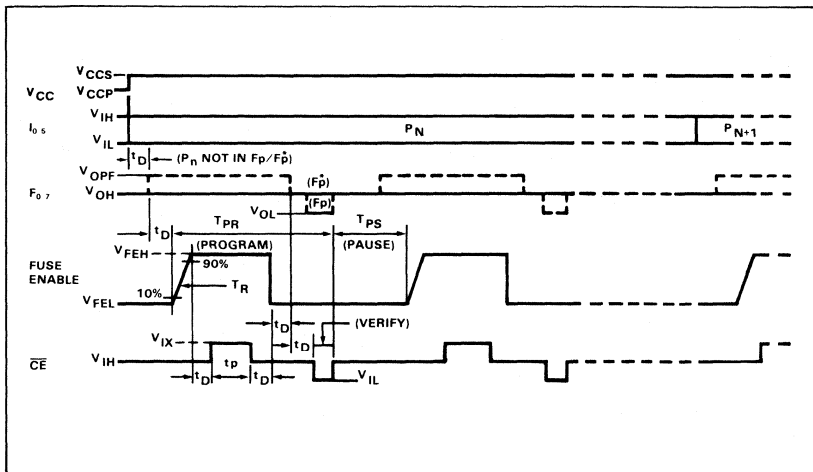 VCCS
VCC
VCCP
VIH
I0 5
PN
PN+1
VIL
tD
(Pn NOT IN Fp/F*p)
VOPF
(F*p)
F0 7
VOH
(Fp)
VOL
TPR
TPS
tD
(PROGRAM)
(PAUSE)
VFEH
90%
FUSE
ENABLE
10%
TR
VFEL
tD
(VERIFY)
VIX
tD
CE
VIH
tp
tD
tD
VIL